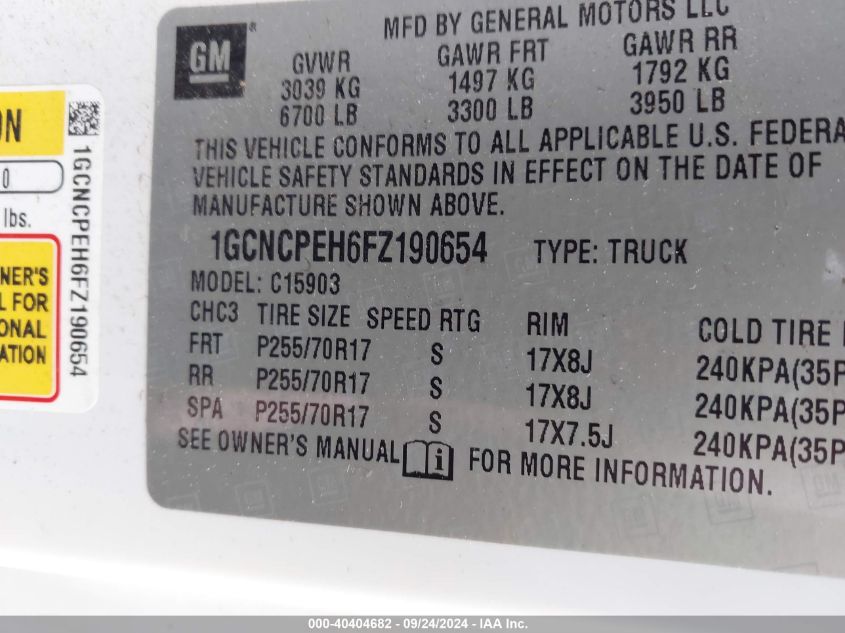 GM®
MFD BY GENERAL MOTORS LLC
GVWR GAWR FRT GAWR RR
3039 KG 1497 KG 1792 KG
6700 LB 3300 LB 3950 LB
THIS VEHICLE CONFORMS TO ALL APPLICABLE U.S. FEDERA
VEHICLE SAFETY STANDARDS IN EFFECT ON THE DATE OF
MANUFACTURE SHOWN ABOVE.
1GCNCPEH6FZ190654 TYPE: TRUCK
MODEL: C15903
CHC3 TIRE SIZE SPEED RTG RIM COLD TIRE
FRT P255/70R17 S 17X8J 240KPA(35P
RR P255/70R17 S 17X8J 240KPA(35P
SPA P255/70R17 S 17X7.5J 240KPA(35P
SEE OWNER'S MANUAL i FOR MORE INFORMATION.
ON
0
lbs.
NER'S
L FOR
ONAL
ATION
1GCNCPEH6FZ190654
000-40404682 - 09/24/2024 - IAA Inc.